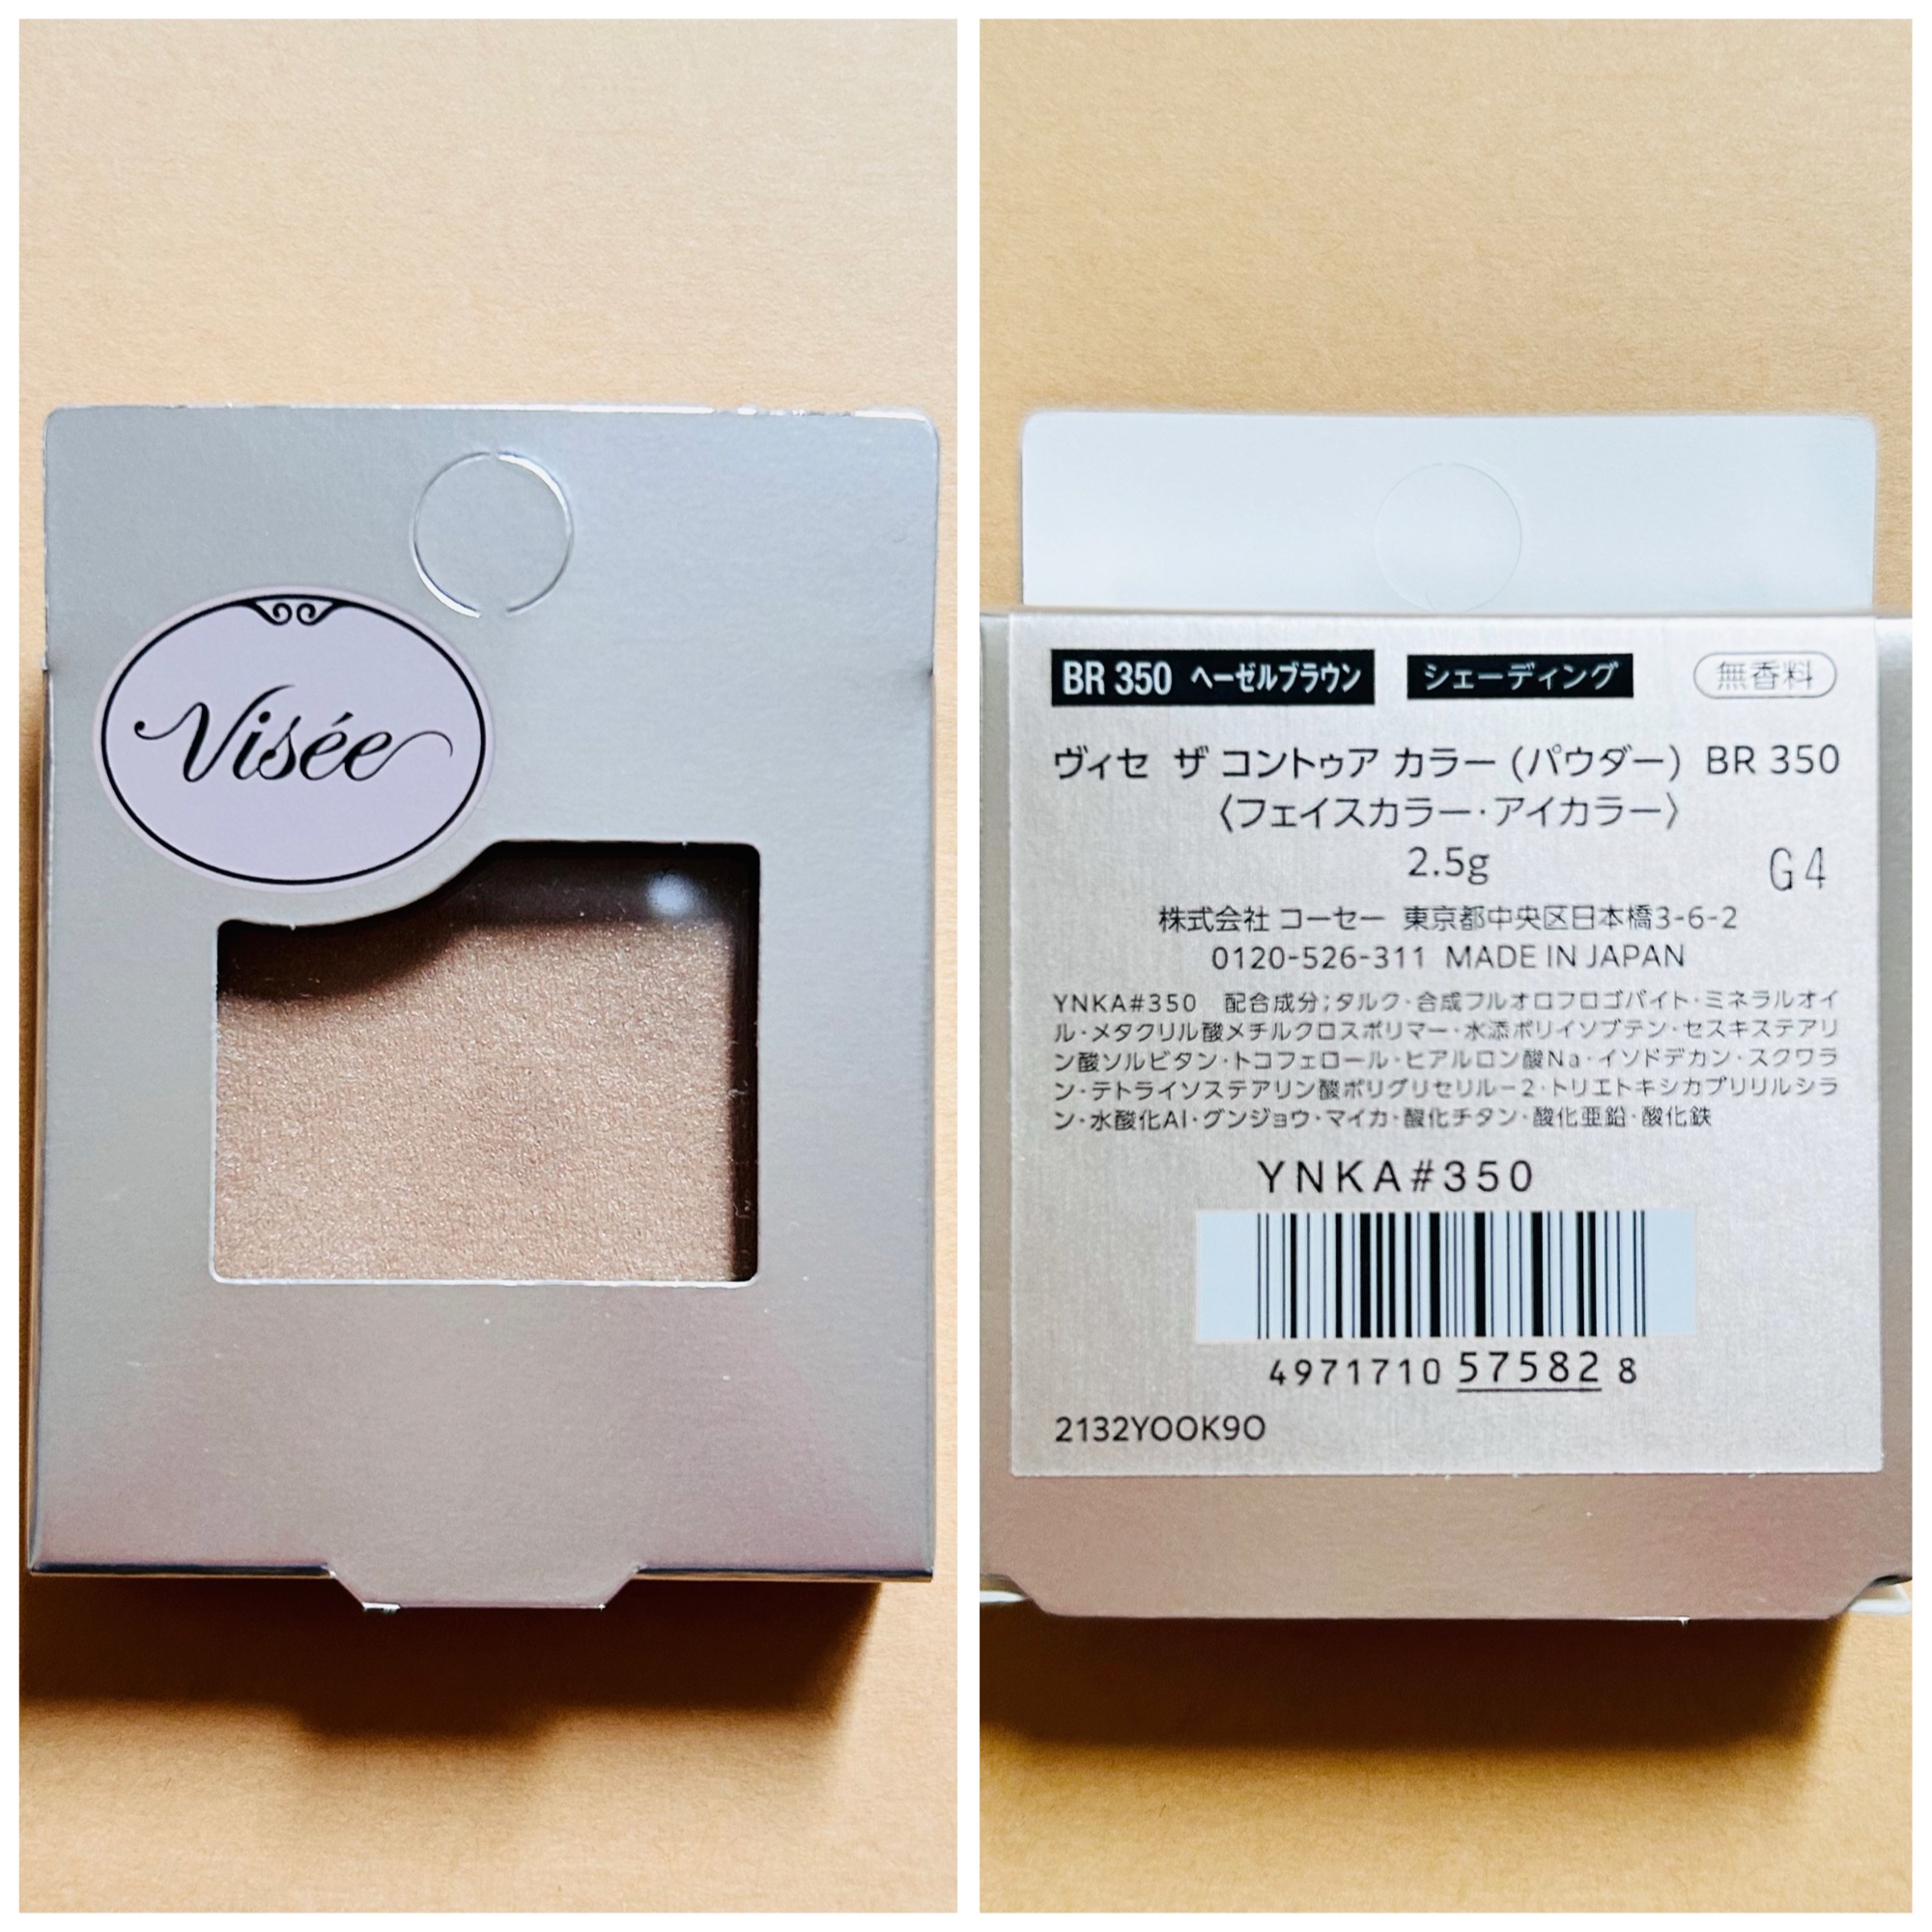 Visée
BR 350 ヘーゼルブラウン シェーディング 無香料
ヴィセ ザ コントゥア カラー (パウダー) BR 350
〈フェイスカラー・アイカラー〉
2.5g
G4
株式会社 コーセー 東京都中央区日本橋3-6-2
0120-526-311 MADE IN JAPAN
YNKA#350 配合成分;タルク・合成フルオロフロゴパイト・ミネラルオイ
ル・メタクリル酸メチルクロスポリマー・水添ポリイソブテン・セスキステアリ
ン酸ソルビタン・トコフェロール・ヒアルロン酸Na・イソドデカン・スクワラ
ン・テトライソステアリン酸ポリグリセリル－2・トリエトキシカプリリルシラ
ン・水酸化Al・グンジョウ・マイカ・酸化チタン・酸化亜鉛・酸化鉄
YNKA#350
4971710 57582 8
2132YOOK9O